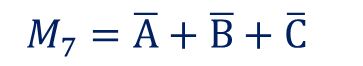 M₇ = A̅ + B̅ + C̅